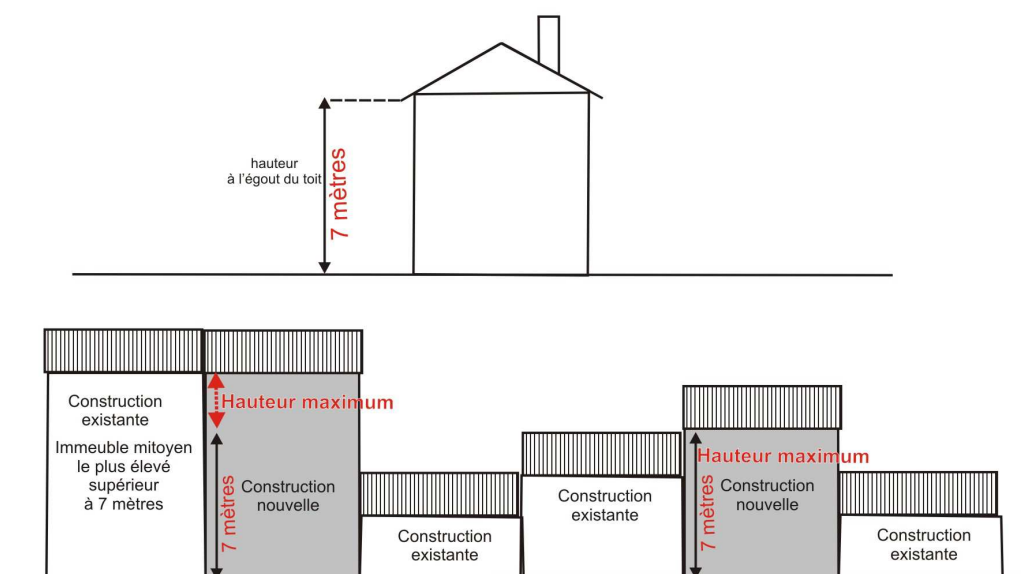 hauteur
à l'égout du toit
7 mètres
Construction
existante
Immeuble mitoyen
le plus élevé
supérieur
à 7 mètres
Hauteur maximum
7 mètres
Construction
nouvelle
Construction
existante
Construction
existante
Hauteur maximum
7 mètres
Construction
nouvelle
Construction
existante